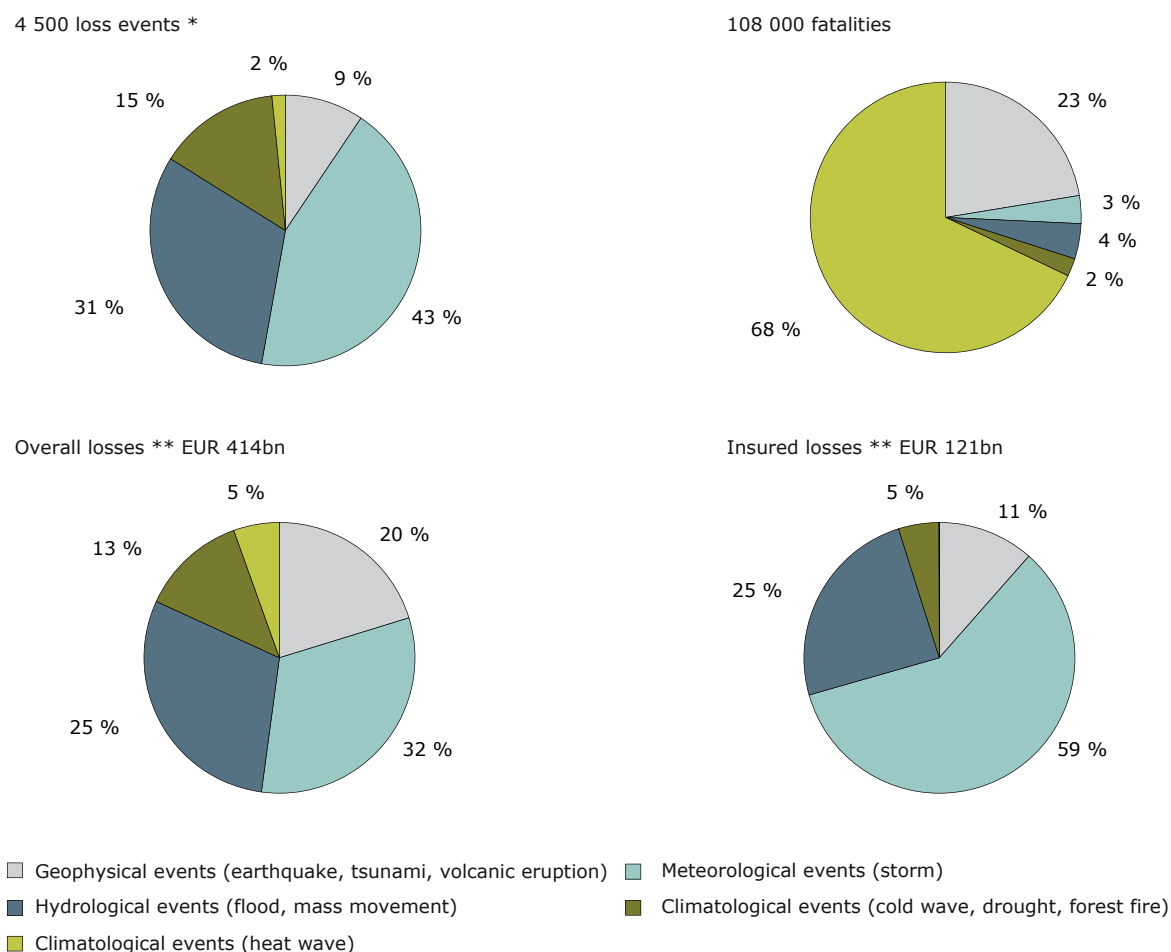 4 500 loss events *
108 000 fatalities
2 %
9 %
15 %
31 %
43 %
23 %
3 %
4 %
2 %
68 %
Overall losses ** EUR 414bn
Insured losses ** EUR 121bn
5 %
20 %
13 %
25 %
32 %
5 %
11 %
25 %
59 %
Geophysical events (earthquake, tsunami, volcanic eruption)
Meteorological events (storm)
Hydrological events (flood, mass movement)
Climatological events (cold wave, drought, forest fire)
Climatological events (heat wave)